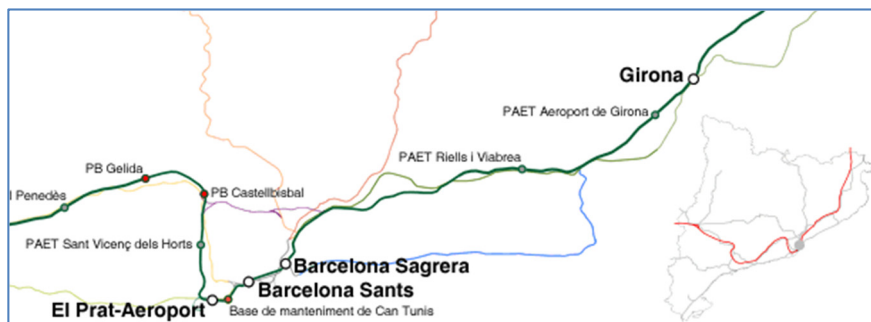 Girona
PAET Aeroport de Girona
PAET Riells i Viabrea
PB Gelida
l Penedès
PB Castellbisbal
PAET Sant Vicenç dels Horts
Barcelona Sagrera
Barcelona Sants
El Prat-Aeroport
Base de manteniment de Can Tunis